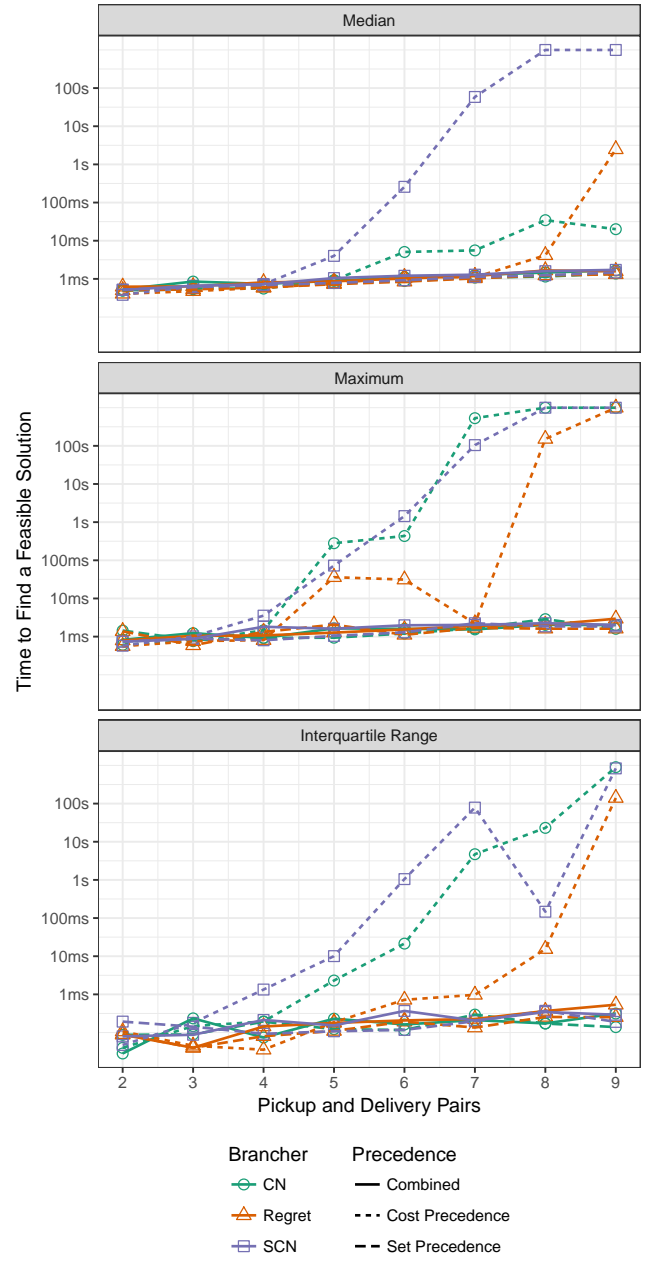 Median
100s
10s
1s
100ms
10ms
1ms
Maximum
100s
10s
1s
100ms
10ms
1ms
Interquartile Range
100s
10s
1s
100ms
10ms
1ms
Time to Find a Feasible Solution
2 3 4 5 6 7 8 9
Pickup and Delivery Pairs
Brancher Precedence
CN Combined
Regret Cost Precedence
SCN Set Precedence